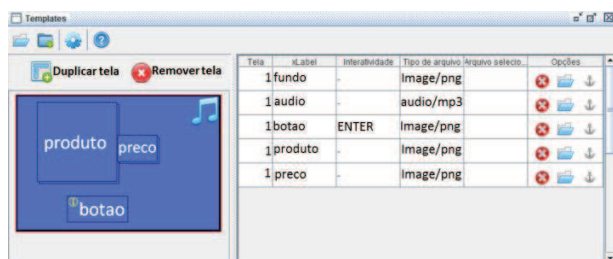 Templates
Duplicar tela Remover tela
produto preco
botao
Tela xLabel Interatividade Tipo de arquivo Arquivo selecio... Opções
1 fundo - Image/png
1 audio - audio/mp3
1 botao ENTER Image/png
1 produto - Image/png
1 preco - Image/png